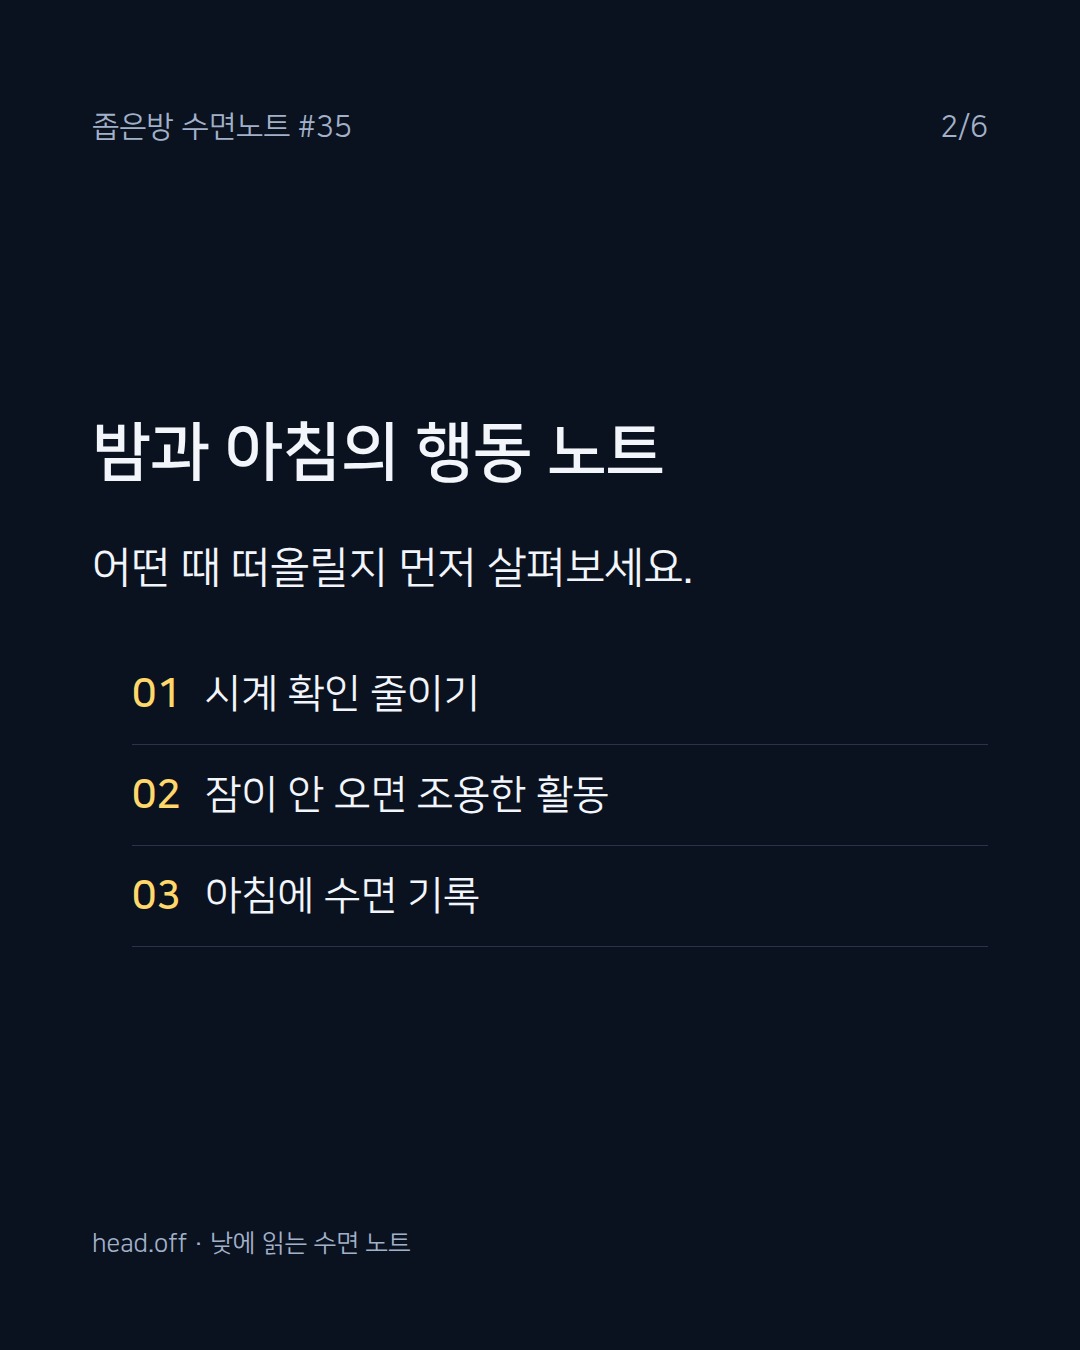 좁은방 수면노트 #35
2/6
밤과 아침의 행동 노트
어떤 때 떠올릴지 먼저 살펴보세요.
01 시계 확인 줄이기
02 잠이 안 오면 조용한 활동
03 아침에 수면 기록
head.off · 낮에 읽는 수면 노트